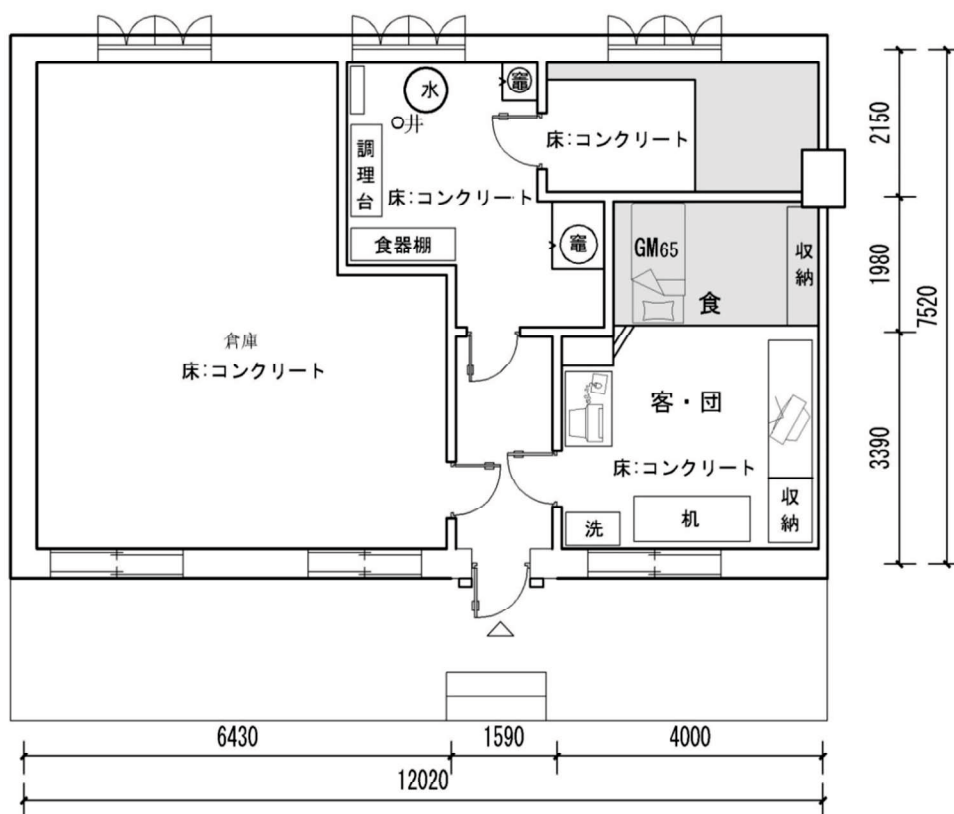 竈
水
井
調理台
床：コンクリート
床：コンクリート
食器棚
竈
GM65
収納
食
倉庫
床：コンクリート
客・団
床：コンクリート
収納
机
洗
2150
1980
3390
7520
6430
1590
4000
12020